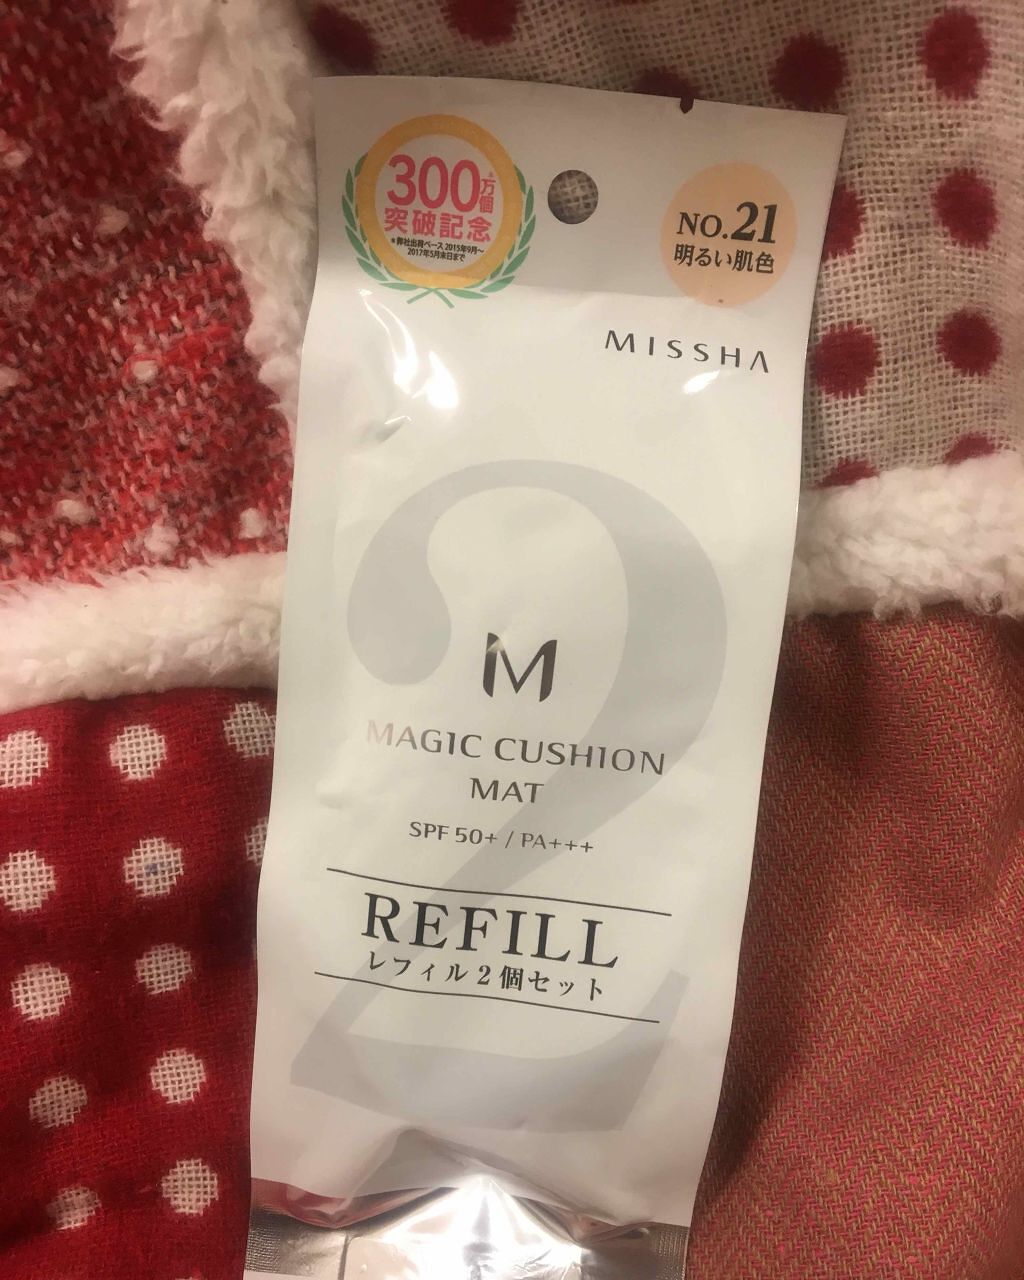 300万個
突破記念
*弊社出荷ベース 2015年9月〜
2017年5月末日まで
NO.21
明るい肌色
MISSHA
2
M
MAGIC CUSHION
MAT
SPF 50+ / PA+++
REFILL
レフィル2個セット